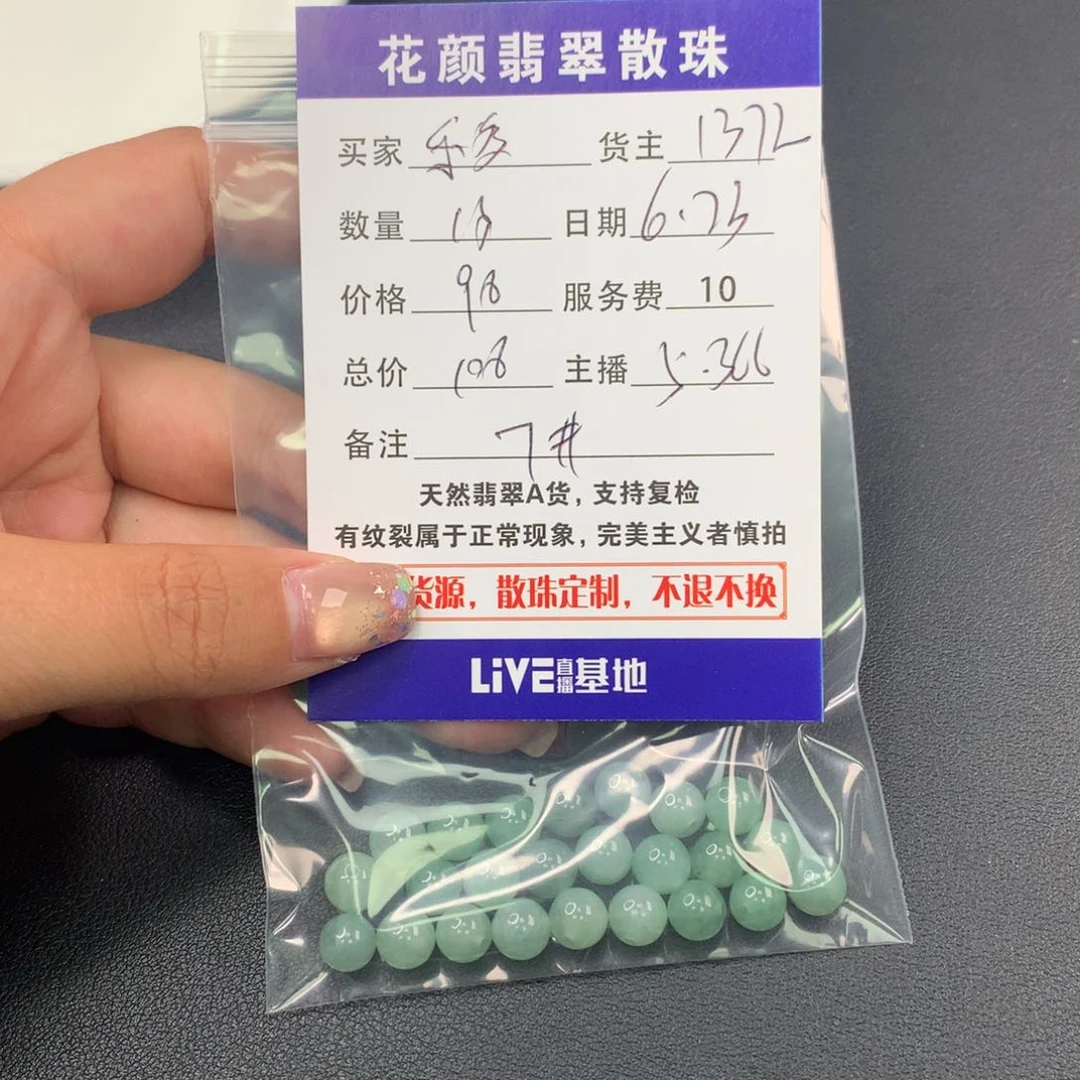 花颜翡翠散珠
买家 货主 1372
数量 日期 6.23
价格 98 服务费 10
总价 108 主播 5.366
备注 7#
天然翡翠A货，支持复检
有纹裂属于正常现象，完美主义者慎拍
货源，散珠定制，不退不换
LiVE直播基地